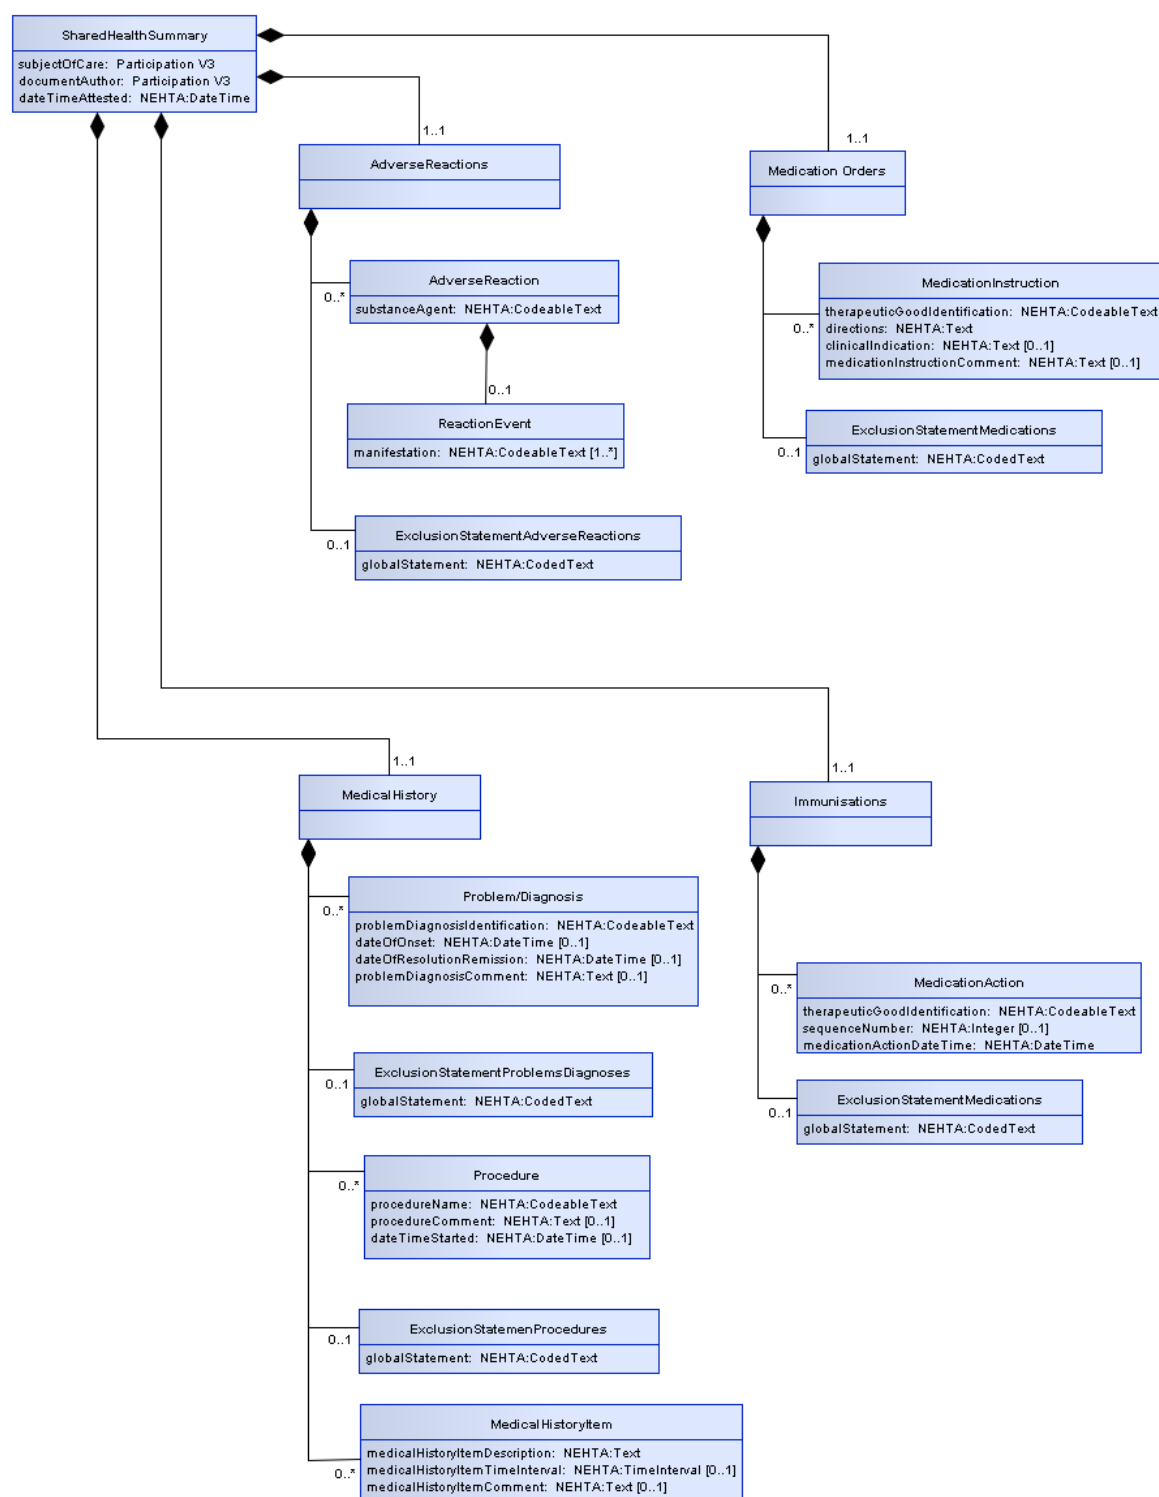 SharedHealthSummary
subjectOfCare: Participation V3
documentAuthor: Participation V3
dateTimeAttested: NEHTA:DateTime
1..1
1..1
AdverseReactions
Medication Orders
AdverseReaction
substanceAgent: NEHTA:CodeableText
0..*
MedicationInstruction
therapeuticGoodIdentification: NEHTA:CodeableText
directions: NEHTA:Text
clinicalIndication: NEHTA:Text [0..1]
medicationInstructionComment: NEHTA:Text [0..1]
0..*
0..1
ReactionEvent
manifestation: NEHTA:CodeableText [1..*]
ExclusionStatementMedications
globalStatement: NEHTA:CodedText
0..1
ExclusionStatementAdverseReactions
globalStatement: NEHTA:CodedText
0..1
1..1
1..1
MedicalHistory
Immunisations
Problem/Diagnosis
problemDiagnosisIdentification: NEHTA:CodeableText
dateOfOnset: NEHTA:DateTime [0..1]
dateOfResolutionRemission: NEHTA:DateTime [0..1]
problemDiagnosisComment: NEHTA:Text [0..1]
0..*
MedicationAction
therapeuticGoodIdentification: NEHTA:CodeableText
sequenceNumber: NEHTA:Integer [0..1]
medicationActionDateTime: NEHTA:DateTime
0..*
ExclusionStatementProblemsDiagnoses
globalStatement: NEHTA:CodedText
0..1
ExclusionStatementMedications
globalStatement: NEHTA:CodedText
0..1
Procedure
procedureName: NEHTA:CodeableText
procedureComment: NEHTA:Text [0..1]
dateTimeStarted: NEHTA:DateTime [0..1]
0..*
ExclusionStatemenProcedures
globalStatement: NEHTA:CodedText
0..1
MedicalHistoryItem
medicalHistoryItemDescription: NEHTA:Text
medicalHistoryItemTimeInterval: NEHTA:TimeInterval [0..1]
medicalHistoryItemComment: NEHTA:Text [0..1]
0..*